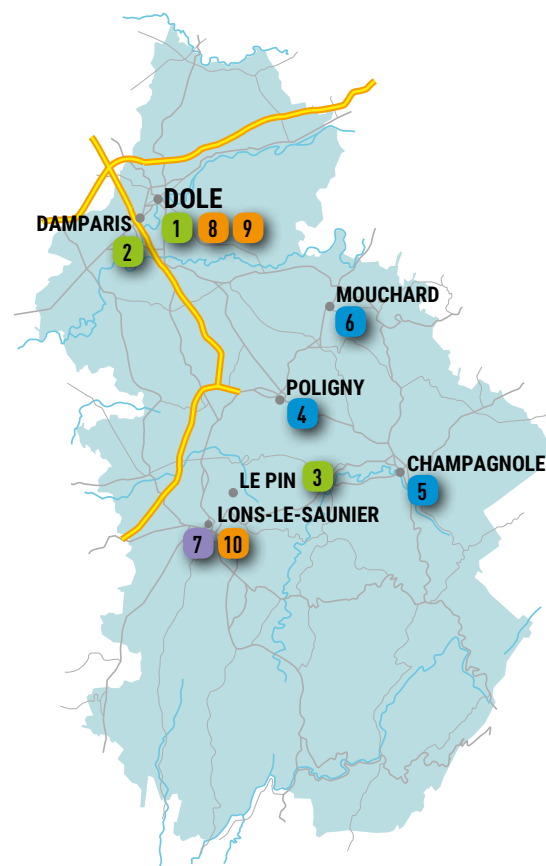 DOLE
DAMPARIS
1 8 9
2
MOUCHARD
6
POLIGNY
4
CHAMPAGNOLE
5
LE PIN 3
LONS-LE-SAUNIER
7 10